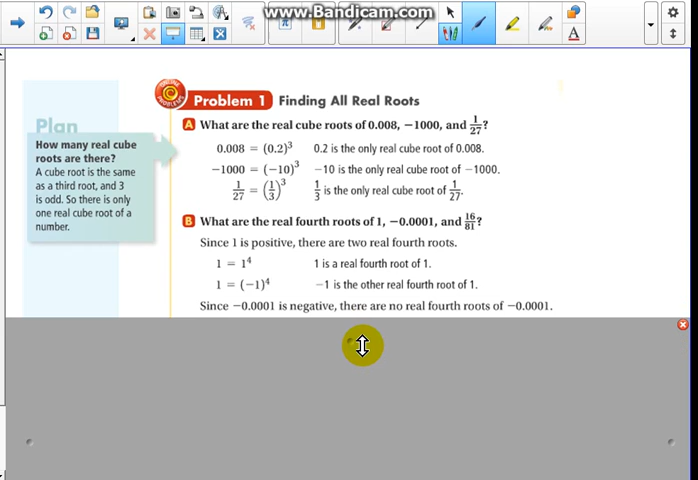 www.Bandicam.com
Problem 1 Finding All Real Roots
Plan
How many real cube
roots are there?
A cube root is the same
as a third root, and 3
is odd. So there is only
one real cube root of a
number.
A What are the real cube roots of 0.008, −1000, and 1/27?
0.008 = (0.2)³ 0.2 is the only real cube root of 0.008.
−1000 = (−10)³ −10 is the only real cube root of −1000.
1/27 = (1/3)³ 1/3 is the only real cube root of 1/27.
B What are the real fourth roots of 1, −0.0001, and 16/81?
Since 1 is positive, there are two real fourth roots.
1 = 1⁴ 1 is a real fourth root of 1.
1 = (−1)⁴ −1 is the other real fourth root of 1.
Since −0.0001 is negative, there are no real fourth roots of −0.0001.